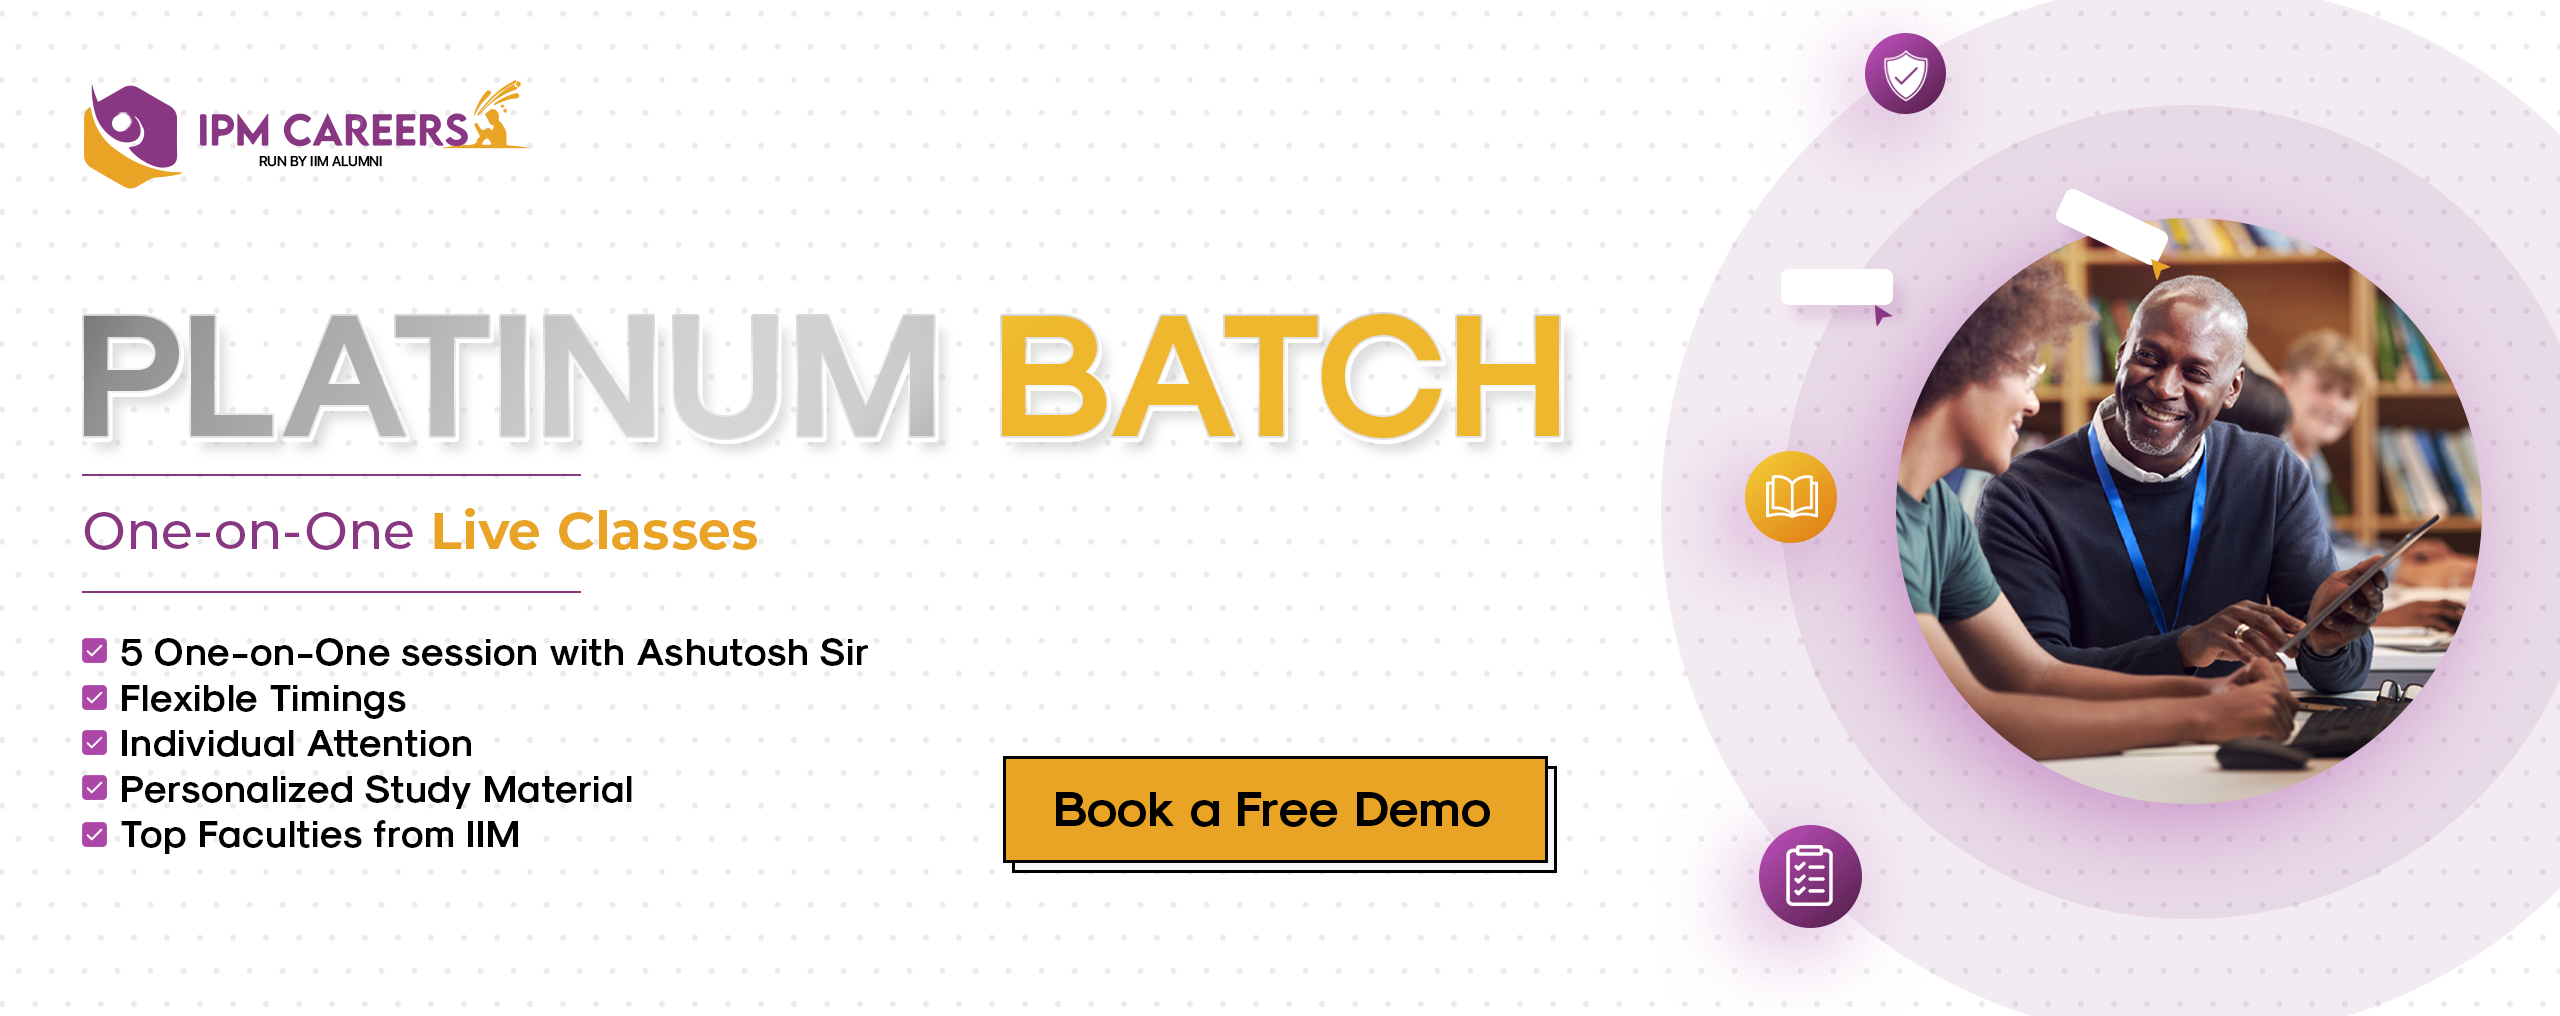 IPM CAREERS
RUN BY IIM ALUMNI
PLATINUM BATCH
One-on-One Live Classes
5 One-on-One session with Ashutosh Sir
Flexible Timings
Individual Attention
Personalized Study Material
Top Faculties from IIM
Book a Free Demo